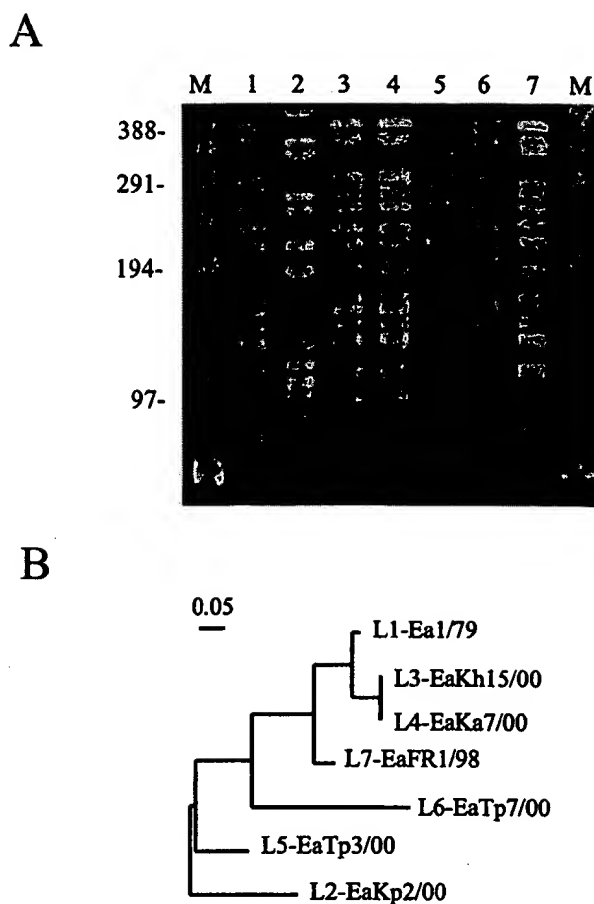 A
M 1 2 3 4 5 6 7 M
388-
291-
194-
97-
B
0.05
L1-Ea1/79
L3-EaKh15/00
L4-EaKa7/00
L7-EaFR1/98
L6-EaTp7/00
L5-EaTp3/00
L2-EaKp2/00